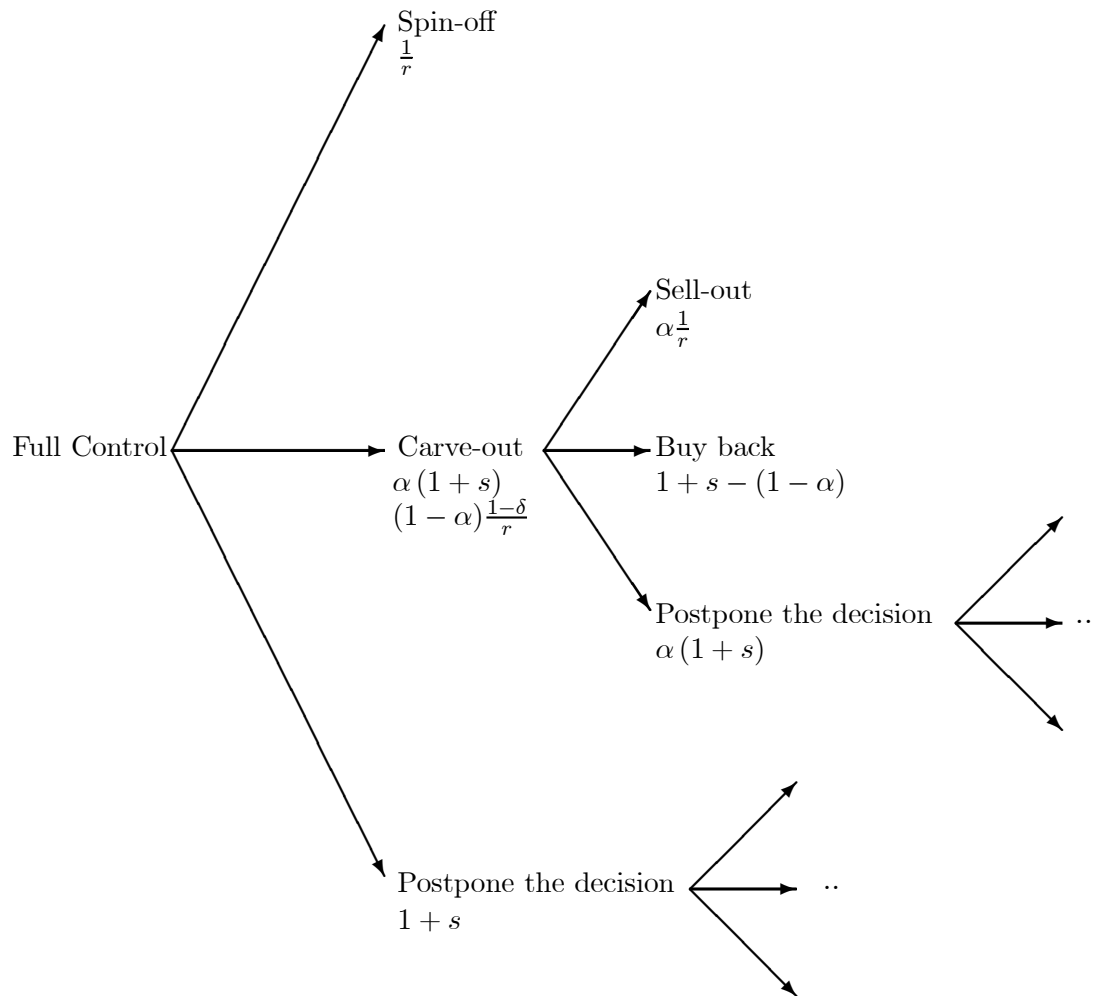 Spin-off
1/r
Sell-out
α 1/r
Full Control
Carve-out
α (1 + s)
(1 − α) (1−δ)/r
Buy back
1 + s − (1 − α)
Postpone the decision
α (1 + s)
..
Postpone the decision
1 + s
..